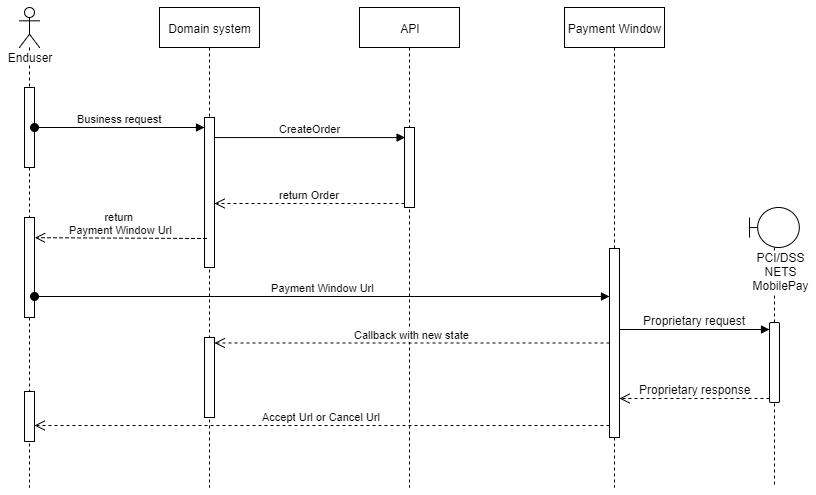 Enduser
Domain system
API
Payment Window
Business request
CreateOrder
return Order
return
Payment Window Url
PCI/DSS
NETS
MobilePay
Payment Window Url
Proprietary request
Callback with new state
Proprietary response
Accept Url or Cancel Url